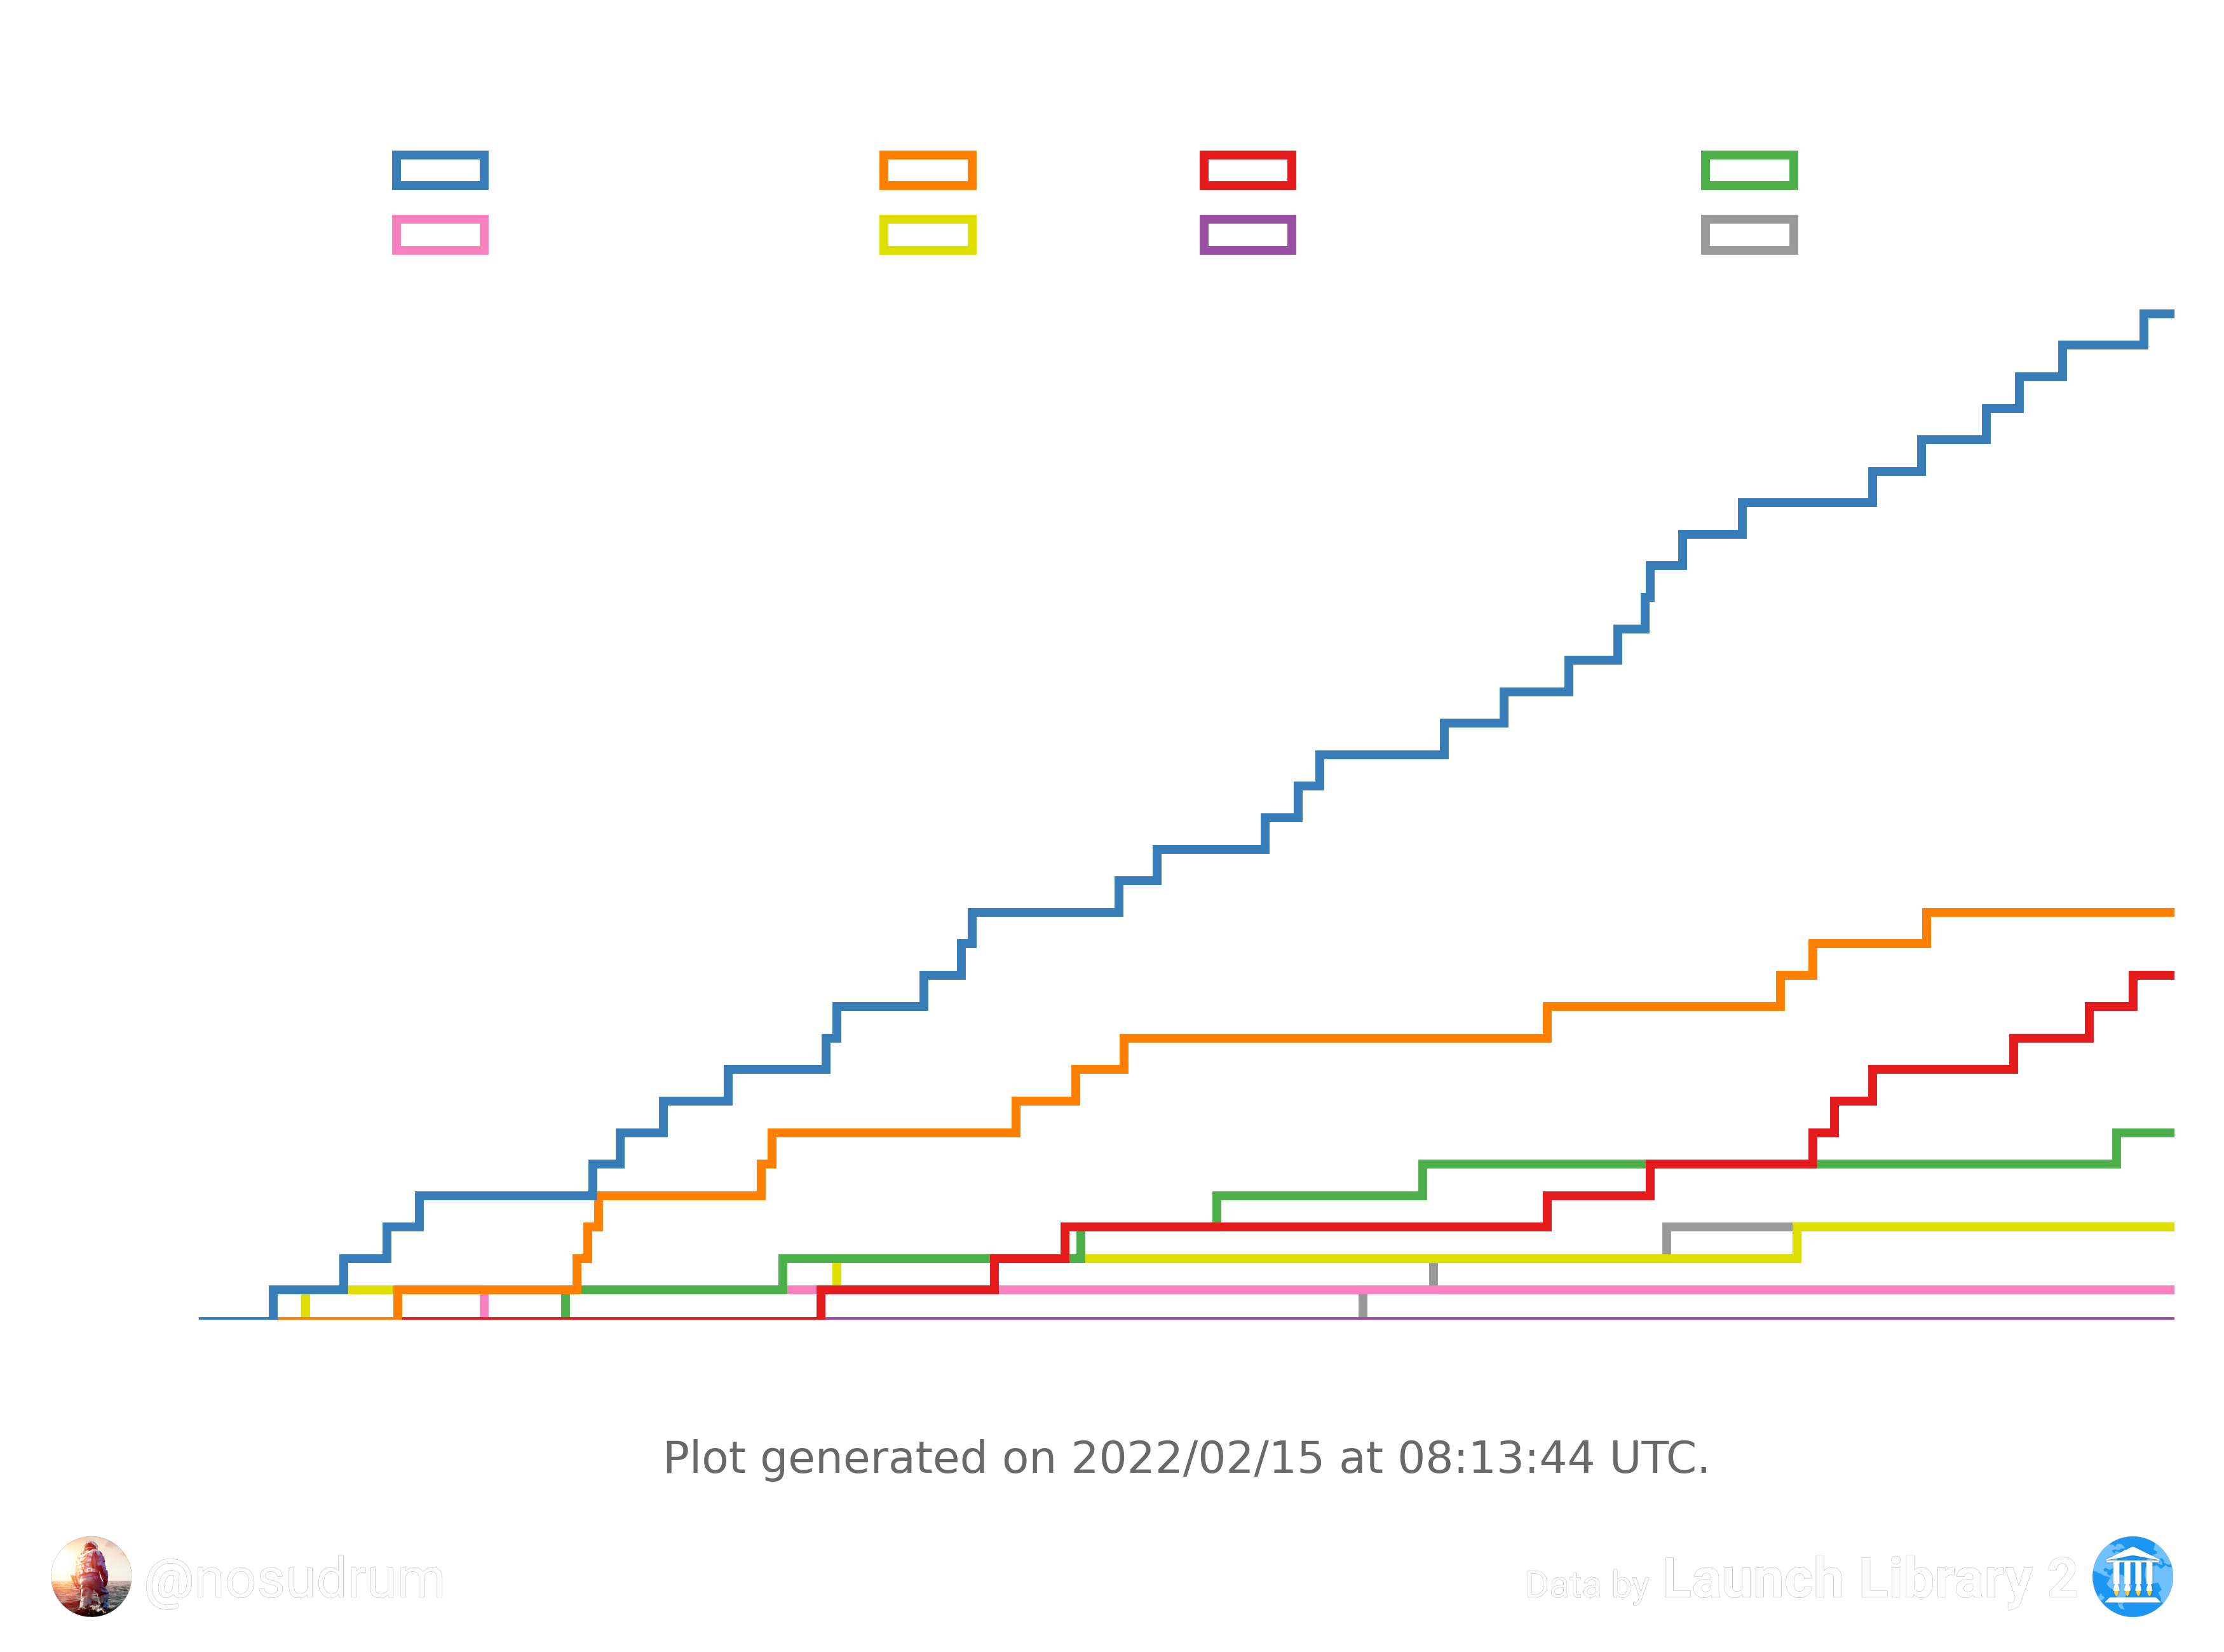 Plot generated on 2022/02/15 at 08:13:44 UTC.
@nosudrum
Data by Launch Library 2